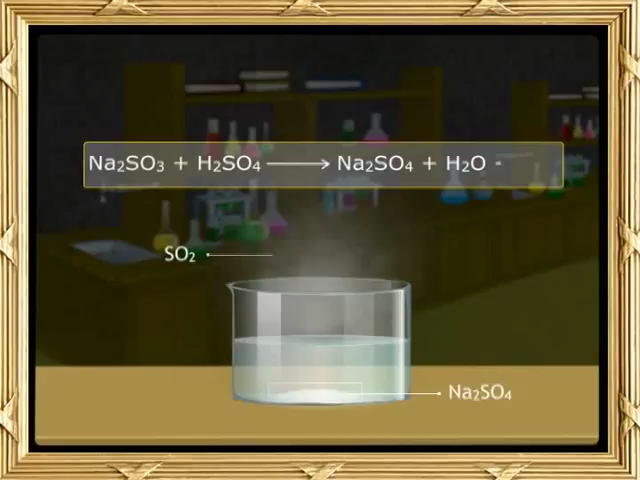 Na₂SO₃ + H₂SO₄ ⟶ Na₂SO₄ + H₂O
SO₂
Na₂SO₄